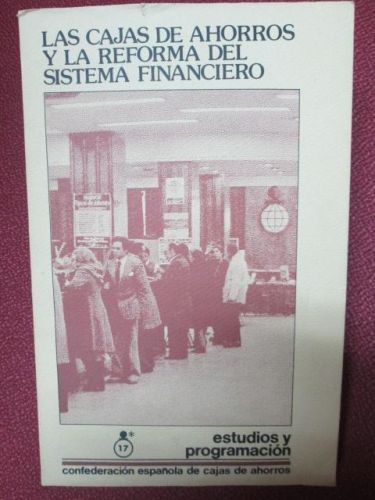 LAS CAJAS DE AHORROS
Y LA REFORMA DEL
SISTEMA FINANCIERO
17
estudios y
programación
confederación española de cajas de ahorros